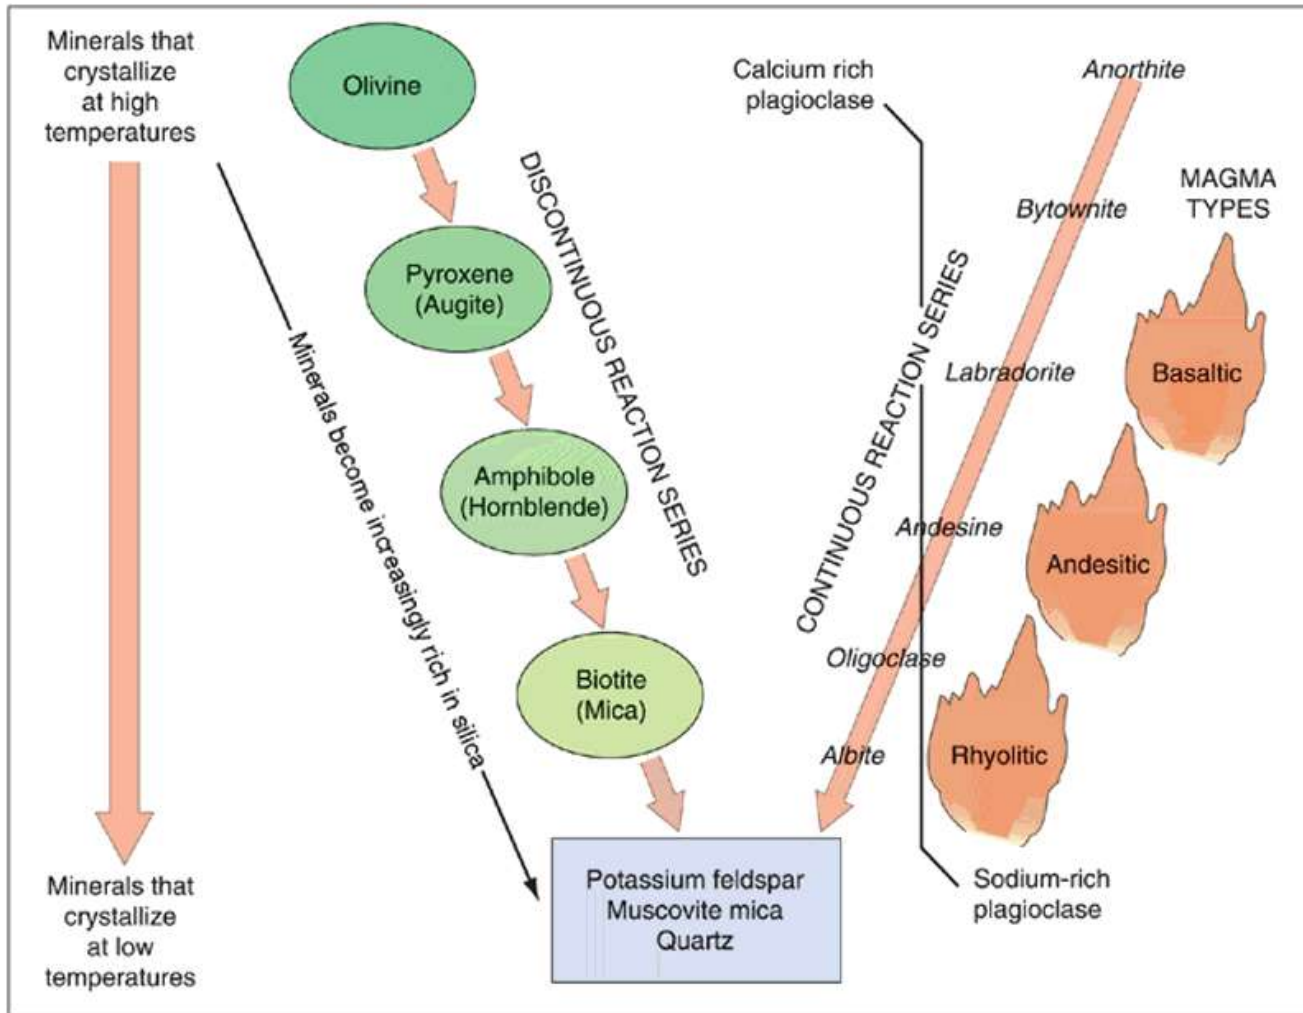 Minerals that
crystallize
at high
temperatures
Olivine
Pyroxene
(Augite)
Amphibole
(Hornblende)
Biotite
(Mica)
DISCONTINUOUS REACTION SERIES
Minerals become increasingly rich in silica
Minerals that
crystallize
at low
temperatures
Potassium feldspar
Muscovite mica
Quartz
Calcium rich
plagioclase
CONTINUOUS REACTION SERIES
Anorthite
Bytownite
Labradorite
Andesine
Oligoclase
Albite
Sodium-rich
plagioclase
MAGMA
TYPES
Basaltic
Andesitic
Rhyolitic